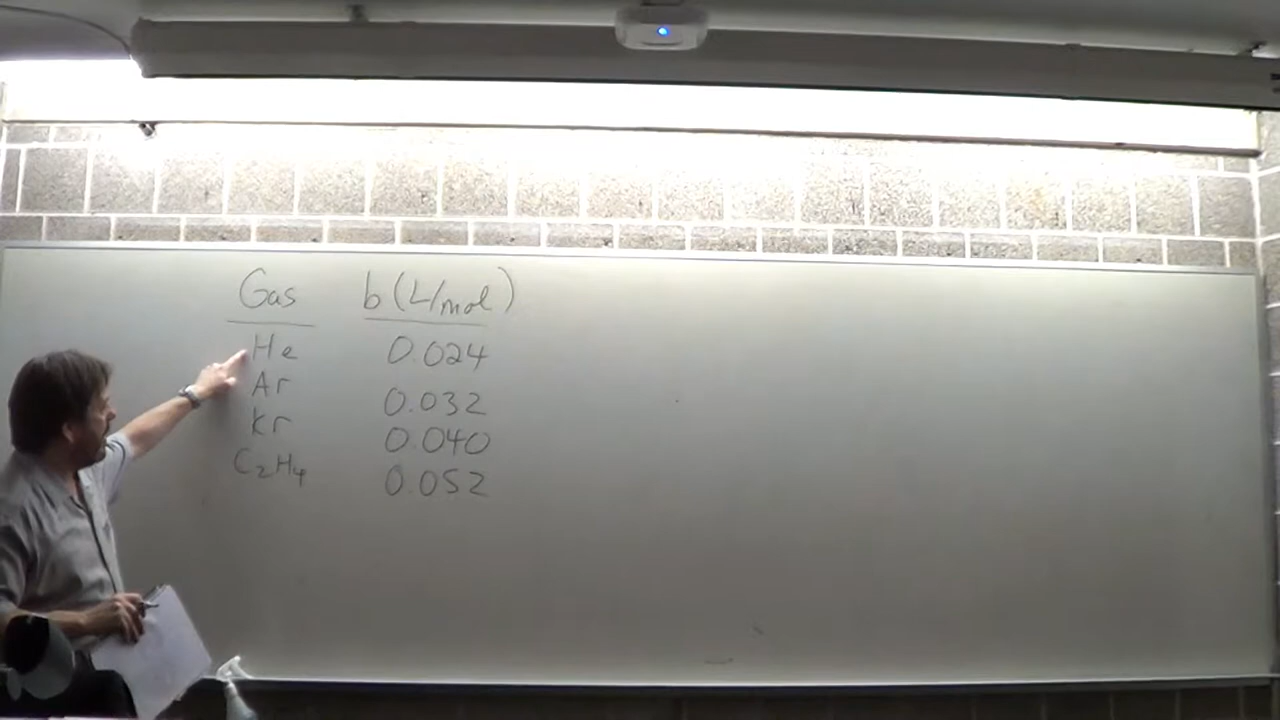 Gas b (L/mol)
He 0.024
Ar 0.032
Kr 0.040
C₂H₄ 0.052